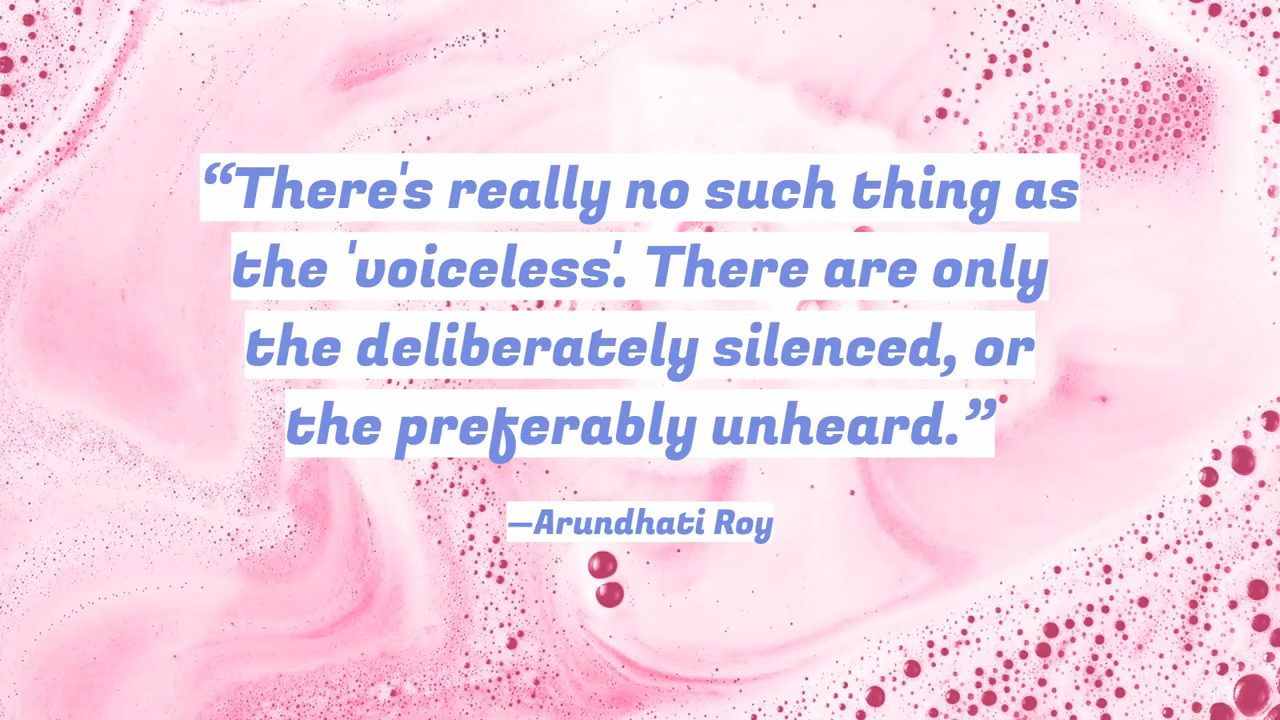 “There's really no such thing as
the 'voiceless'. There are only
the deliberately silenced, or
the preferably unheard.”
—Arundhati Roy